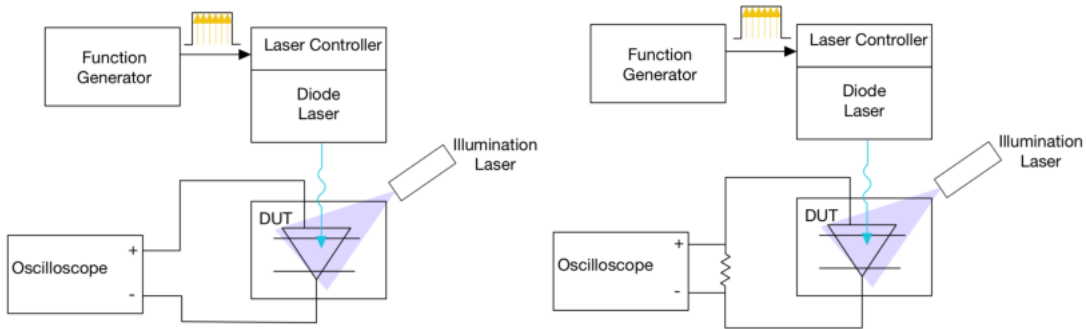 Function
Generator
Laser Controller
Diode
Laser
Illumination
Laser
DUT
Oscilloscope
+
-
Function
Generator
Laser Controller
Diode
Laser
Illumination
Laser
DUT
Oscilloscope
+
-